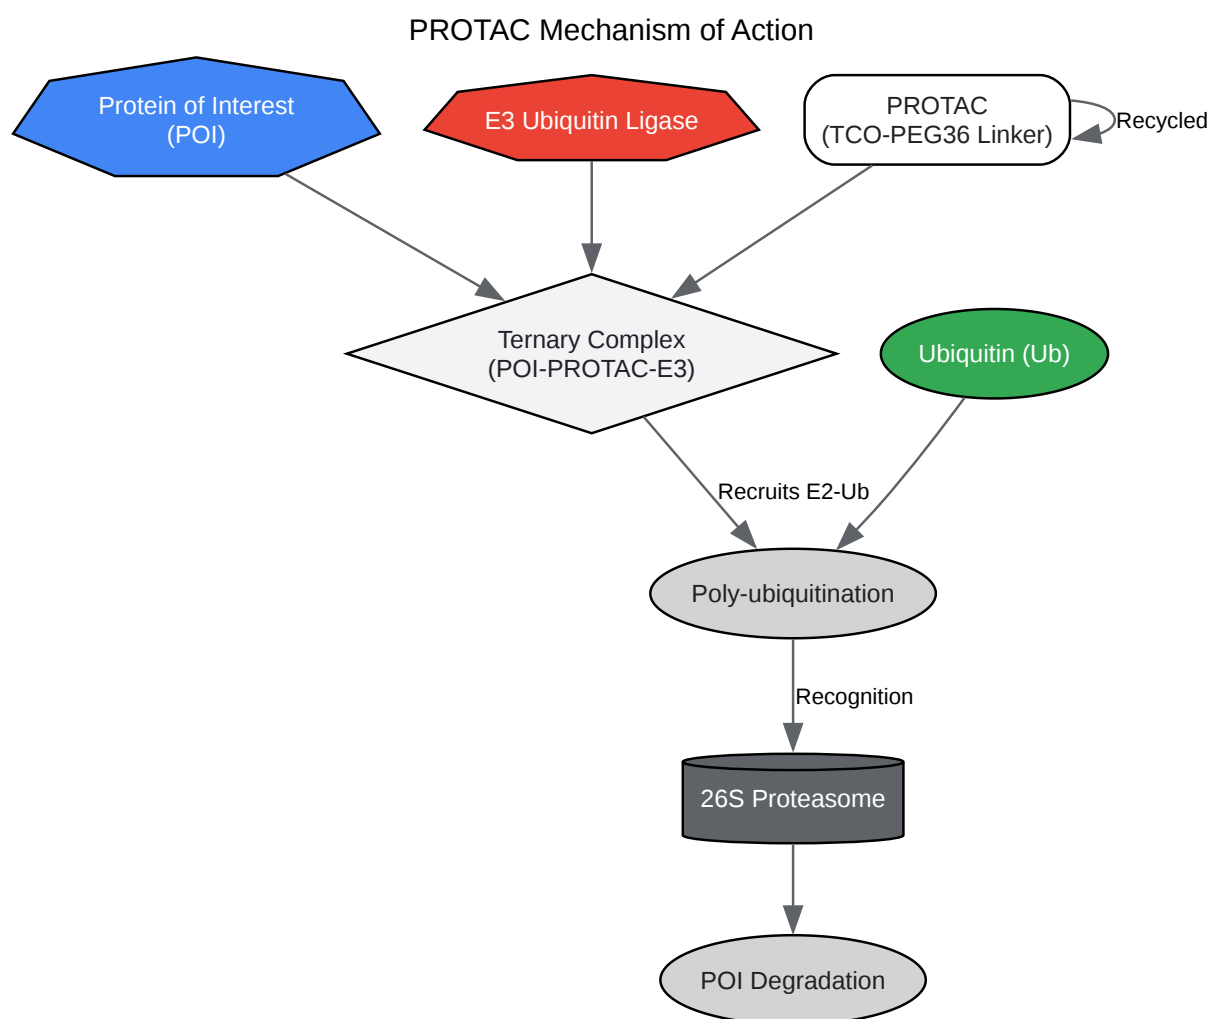 PROTAC Mechanism of Action
Protein of Interest
(POI)
E3 Ubiquitin Ligase
PROTAC
(TCO-PEG36 Linker)
Recycled
Ternary Complex
(POI-PROTAC-E3)
Ubiquitin (Ub)
Recruits E2-Ub
Poly-ubiquitination
Recognition
26S Proteasome
POI Degradation